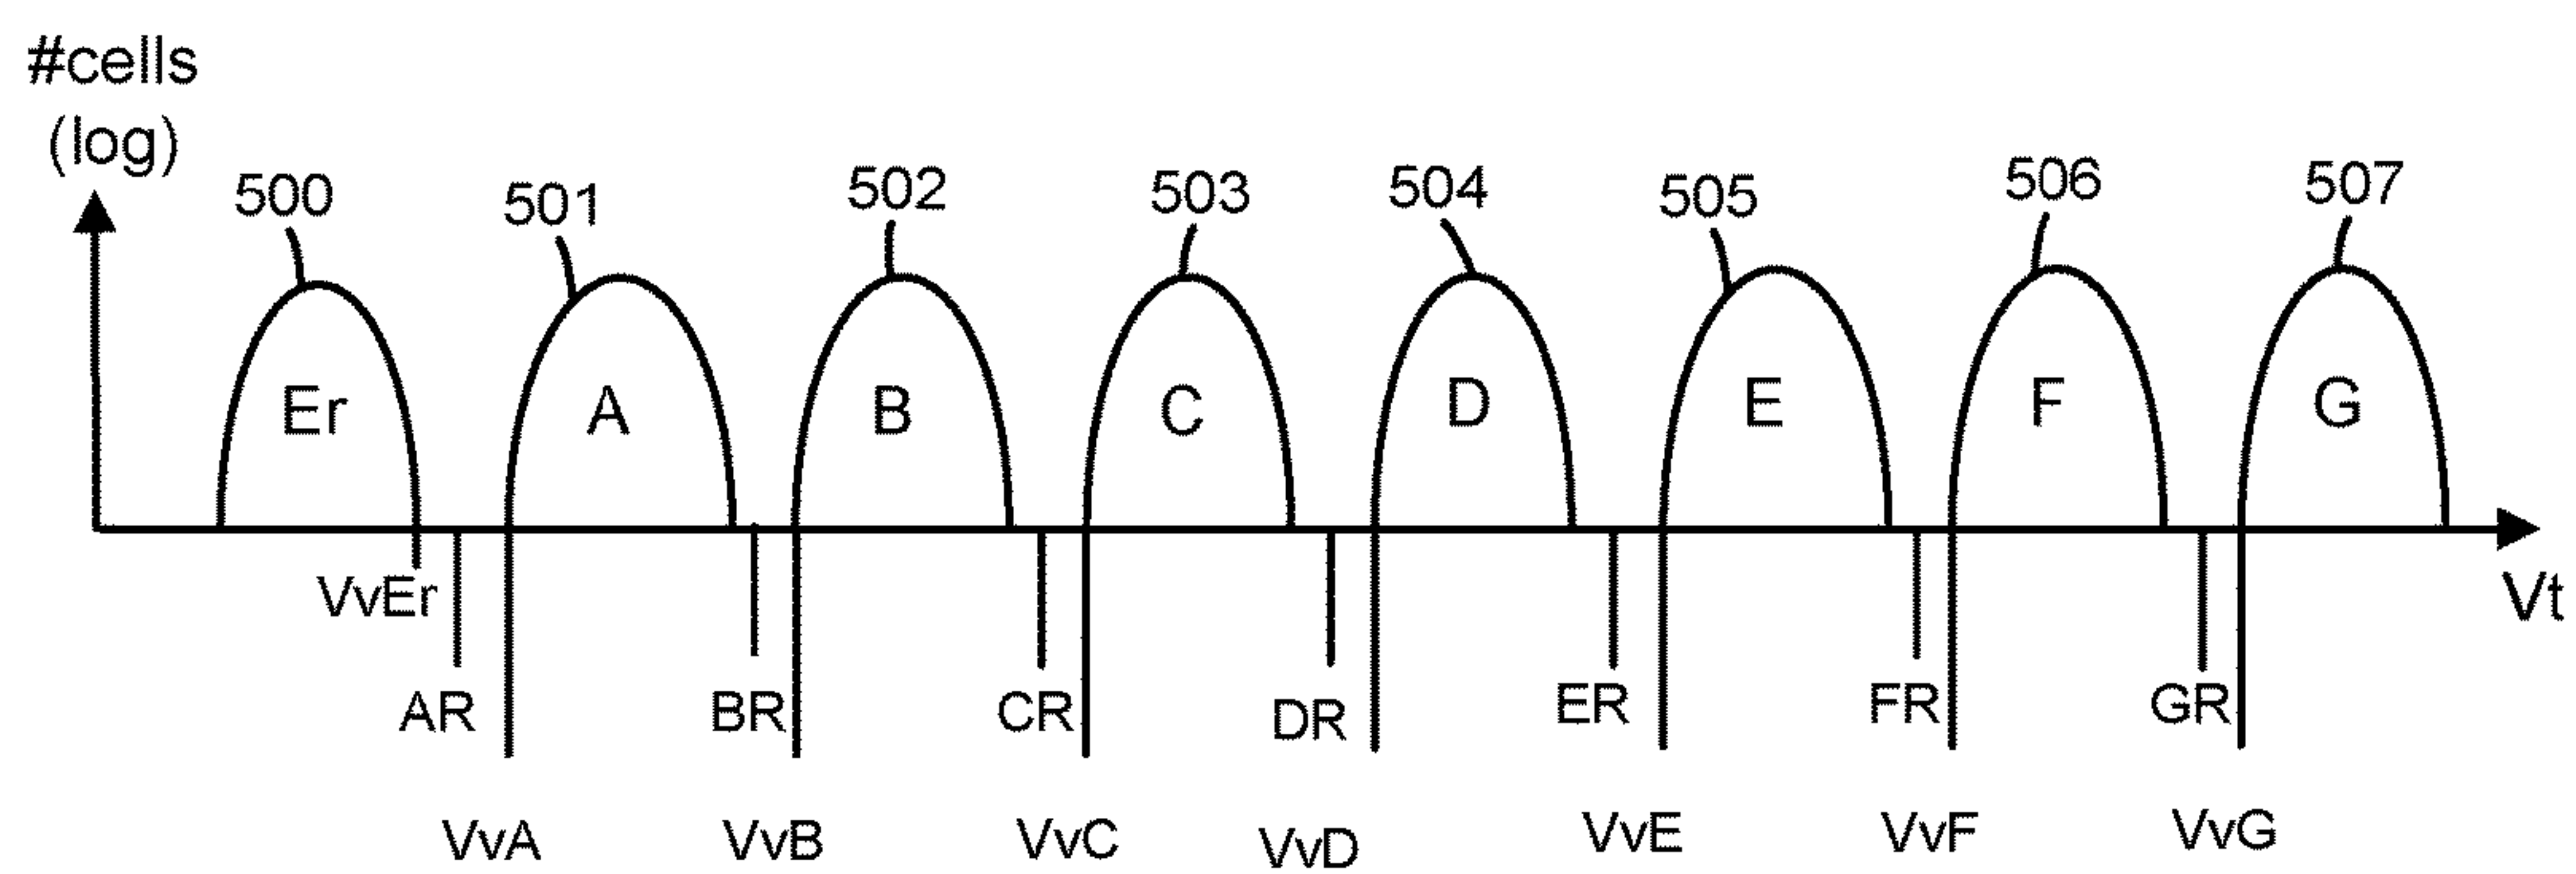 #cells
(log)
500 501 502 503 504 505 506 507
Er A B C D E F G
VvEr Vt
AR BR CR DR ER FR GR
VvA VvB VvC VvD VvE VvF VvG